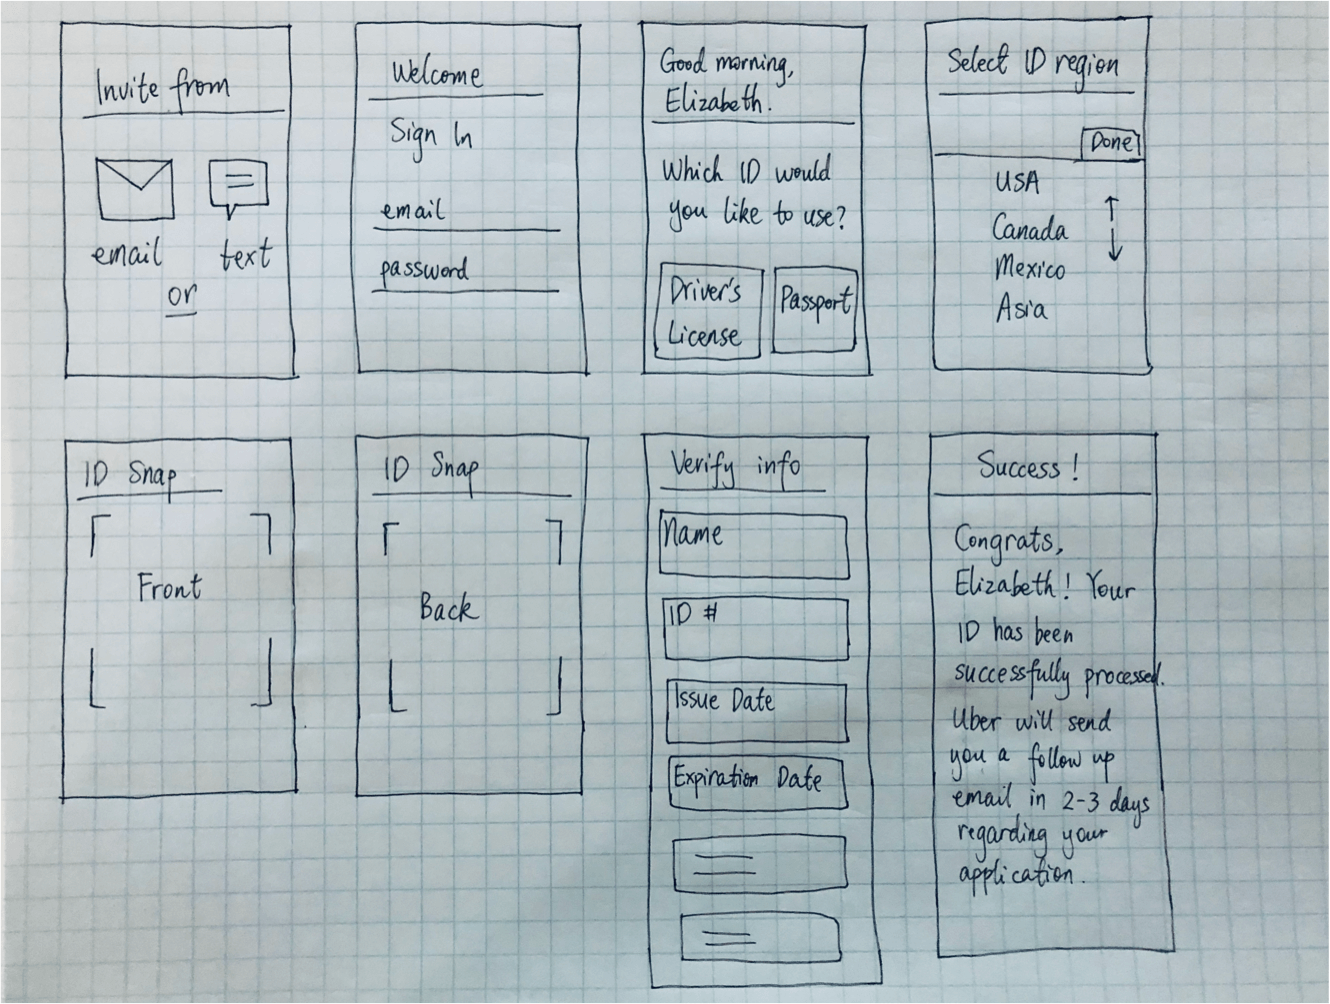 Invite from
email
text
or
Welcome
Sign In
email
password
Good morning,
Elizabeth.
Which ID would
you like to use?
Driver's
License
Passport
Select ID region
Done
USA
Canada
Mexico
Asia
ID Snap
Front
ID Snap
Back
Verify info
Name
ID #
Issue Date
Expiration Date
Success!
Congrats,
Elizabeth! Your
ID has been
successfully processed.
Uber will send
you a follow up
email in 2-3 days
regarding your
application.